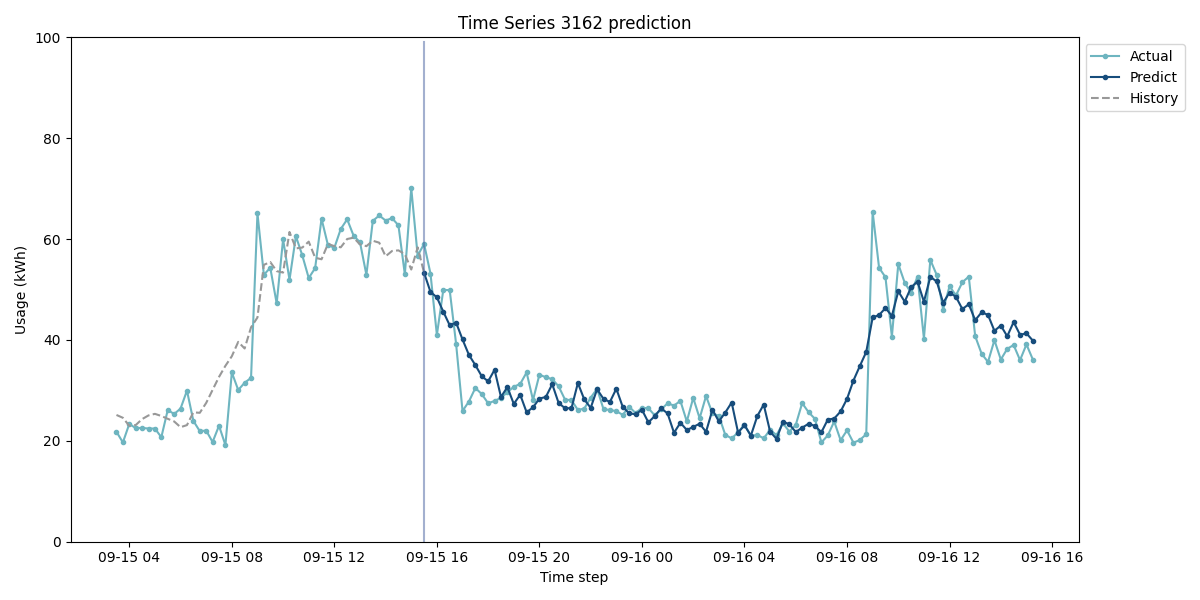 Time Series 3162 prediction
Usage (kWh)
100
80
60
40
20
0
09-15 04
09-15 08
09-15 12
09-15 16
09-15 20
09-16 00
09-16 04
09-16 08
09-16 12
09-16 16
Time step
Actual
Predict
History